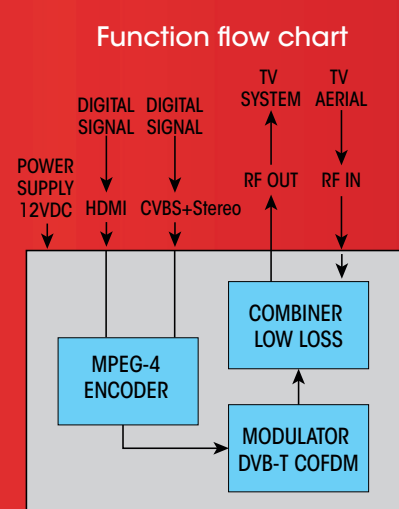 Function flow chart
TV
SYSTEM
TV
AERIAL
DIGITAL
SIGNAL
DIGITAL
SIGNAL
POWER
SUPPLY
12VDC
HDMI
CVBS+Stereo
RF OUT
RF IN
COMBINER
LOW LOSS
MPEG-4
ENCODER
MODULATOR
DVB-T COFDM